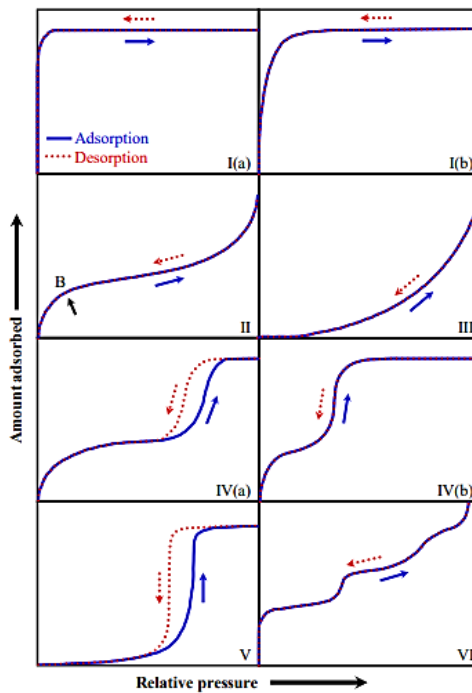 Adsorption
Desorption
I(a)
I(b)
B
II
III
IV(a)
IV(b)
V
VI
Amount adsorbed
Relative pressure